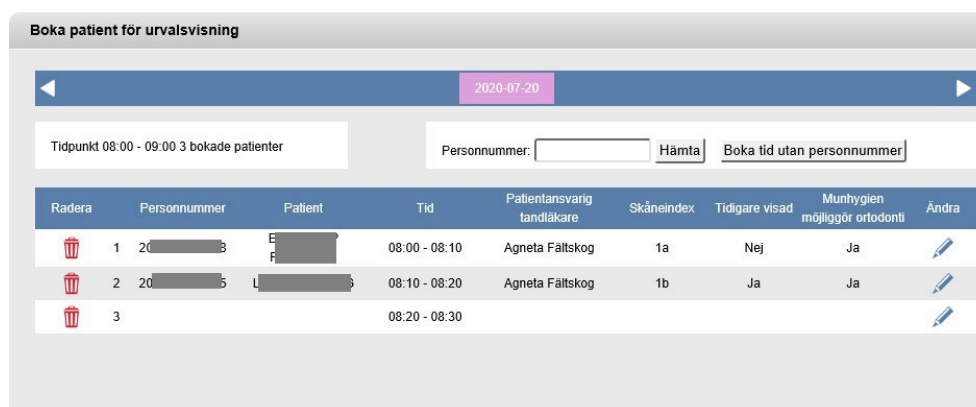 Boka patient för urvalsvisning
2020-07-20
Tidpunkt 08:00 - 09:00 3 bokade patienter
Personnummer: Hämta Boka tid utan personnummer
Radera Personnummer Patient Tid Patientansvarig tandläkare Skåneindex Tidigare visad Munhygien möjliggör ortodonti Ändra
1 08:00 - 08:10 Agneta Fältskog 1a Nej Ja
2 08:10 - 08:20 Agneta Fältskog 1b Ja Ja
3 08:20 - 08:30